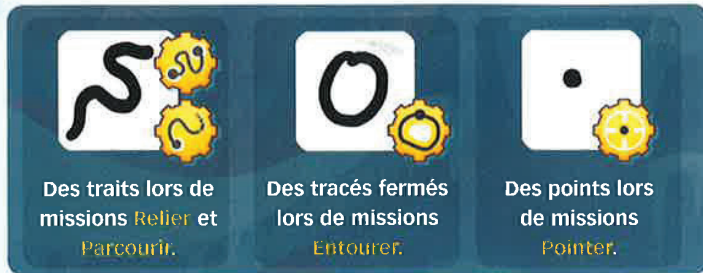 Des traits lors de
missions Relier et
Parcourir.
Des tracés fermés
lors de missions
Entourer.
Des points lors
de missions
Pointer.